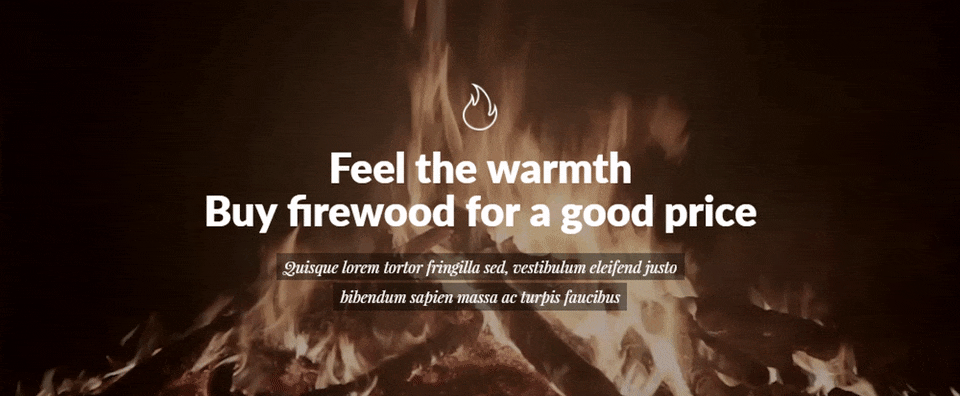 Feel the warmth
Buy firewood for a good price
Quisque lorem tortor fringilla sed, vestibulum eleifend justo
bibendum sapien massa ac turpis faucibus